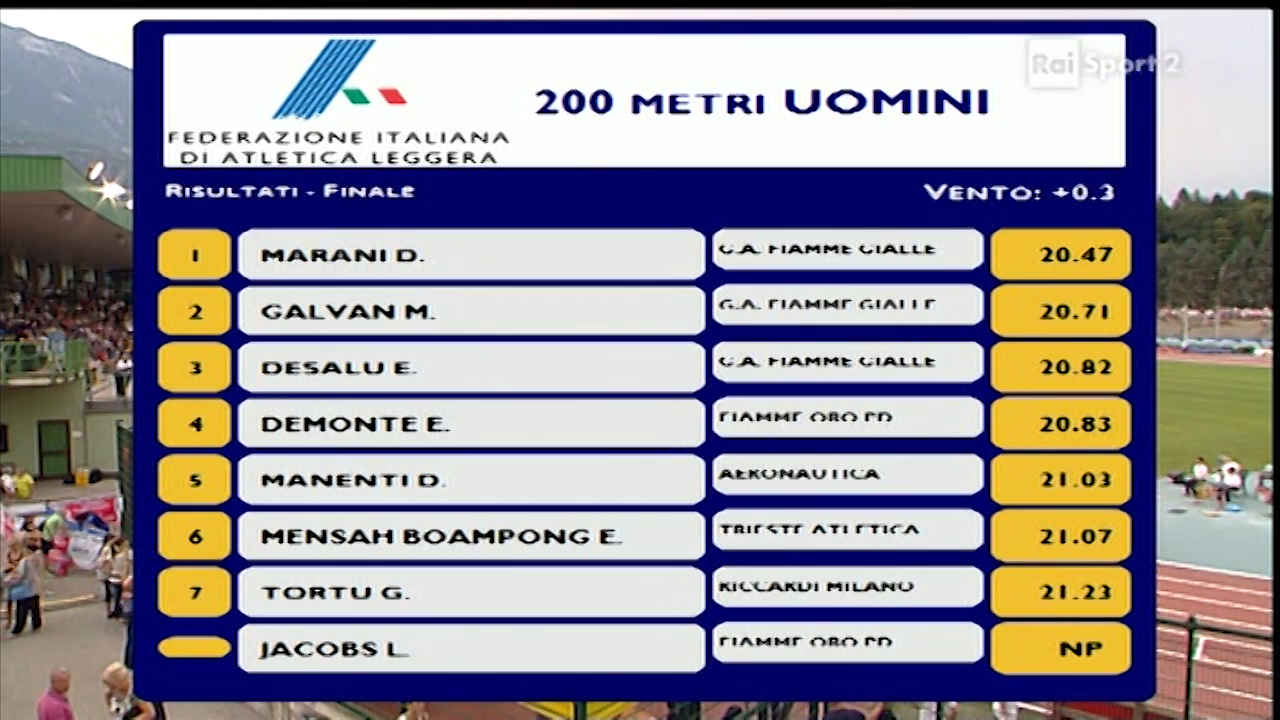 Rai Sport 2
FEDERAZIONE ITALIANA
DI ATLETICA LEGGERA
200 METRI UOMINI
RISULTATI - FINALE
VENTO: +0.3
1 MARANI D. G.A. FIAMME GIALLE 20.47
2 GALVAN M. G.A. FIAMME GIALLE 20.71
3 DESALU E. G.A. FIAMME GIALLE 20.82
4 DEMONTE E. FIAMME ORO PD 20.83
5 MANENTI D. AERONAUTICA 21.03
6 MENSAH BOAMPONG E. TRIESTE ATLETICA 21.07
7 TORTU G. RICCARDI MILANO 21.23
JACOBS L. FIAMME ORO PD NP